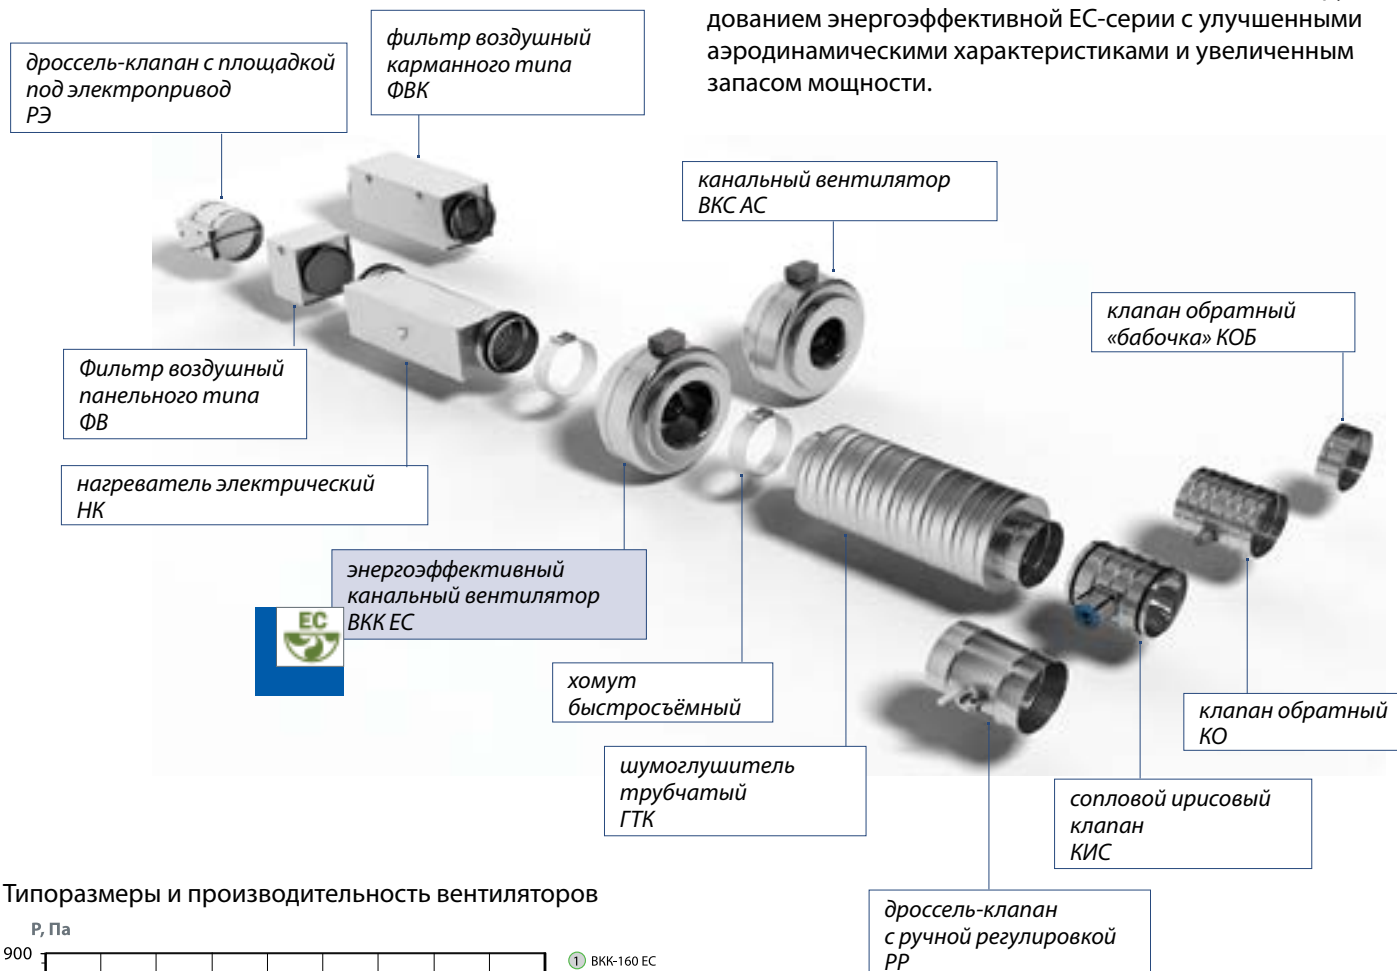 дованием энергоэффективной ЕС-серии с улучшенными
аэродинамическими характеристиками и увеличенным
запасом мощности.
дроссель-клапан с площадкой
под электропривод
РЭ
фильтр воздушный
карманного типа
ФВК
канальный вентилятор
ВКС АС
клапан обратный
«бабочка» КОБ
Фильтр воздушный
панельного типа
ФВ
нагреватель электрический
НК
энергоэффективный
канальный вентилятор
ВКК ЕС
EC
хомут
быстросъёмный
клапан обратный
КО
шумоглушитель
трубчатый
ГТК
сопловой ирисовый
клапан
КИС
дроссель-клапан
с ручной регулировкой
РР
Типоразмеры и производительность вентиляторов
Р, Па
900
1 ВКК-160 ЕС